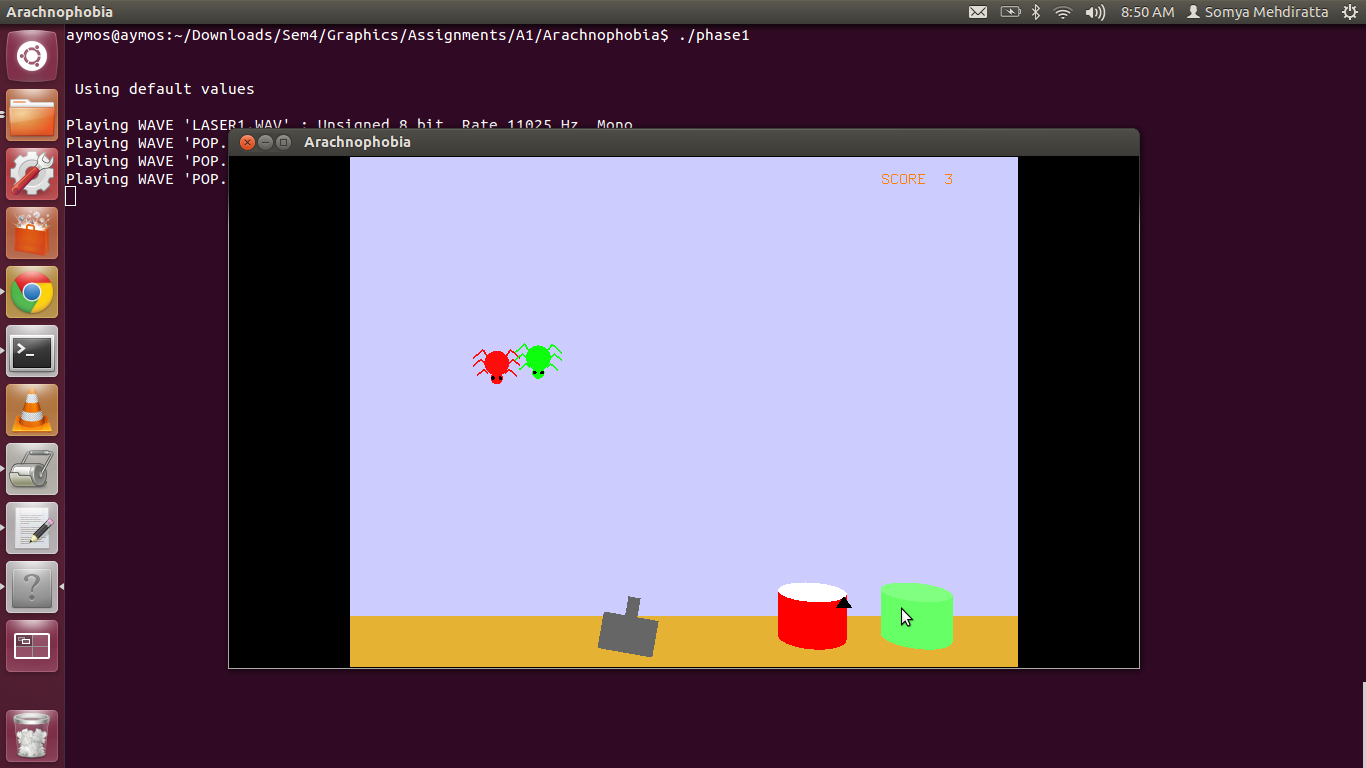 Arachnophobia
8:50 AM Somya Mehdiratta
aymos@aymos:~/Downloads/Sem4/Graphics/Assignments/A1/Arachnophobia$ ./phase1
Using default values
Playing WAVE 'LASER1.WAV' : Unsigned 8 bit, Rate 11025 Hz, Mono
Arachnophobia
Playing WAVE 'POP.
Playing WAVE 'POP.
Playing WAVE 'POP.
SCORE 3